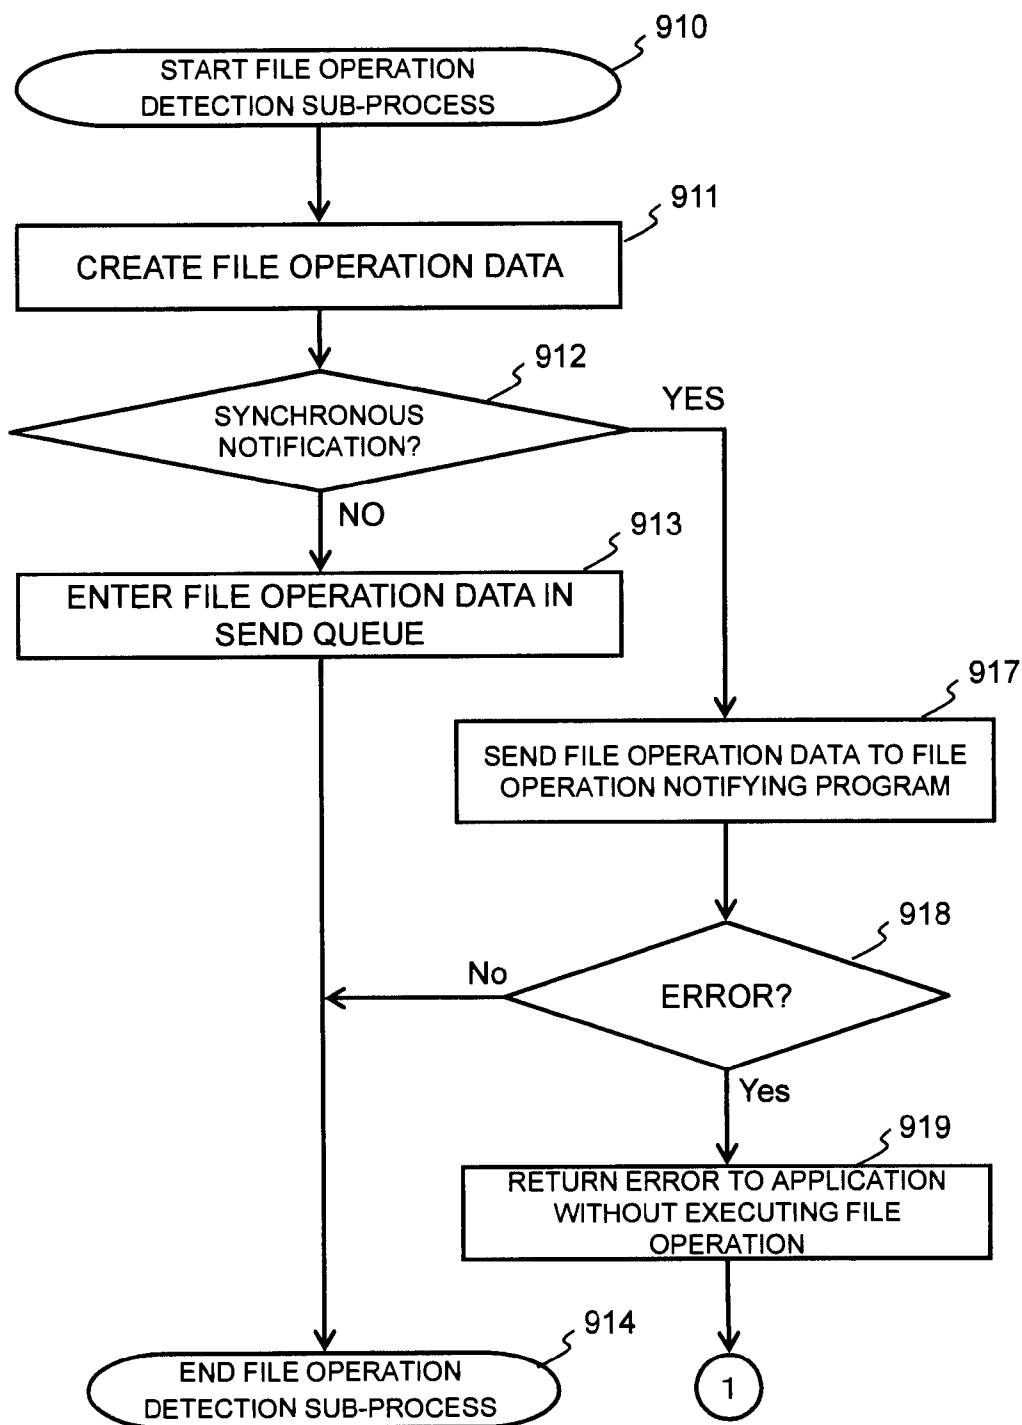 910
START FILE OPERATION
DETECTION SUB-PROCESS
911
CREATE FILE OPERATION DATA
912
SYNCHRONOUS
NOTIFICATION?
YES
NO
913
ENTER FILE OPERATION DATA IN
SEND QUEUE
917
SEND FILE OPERATION DATA TO FILE
OPERATION NOTIFYING PROGRAM
918
No
ERROR?
Yes
919
RETURN ERROR TO APPLICATION
WITHOUT EXECUTING FILE
OPERATION
914
END FILE OPERATION
DETECTION SUB-PROCESS
1